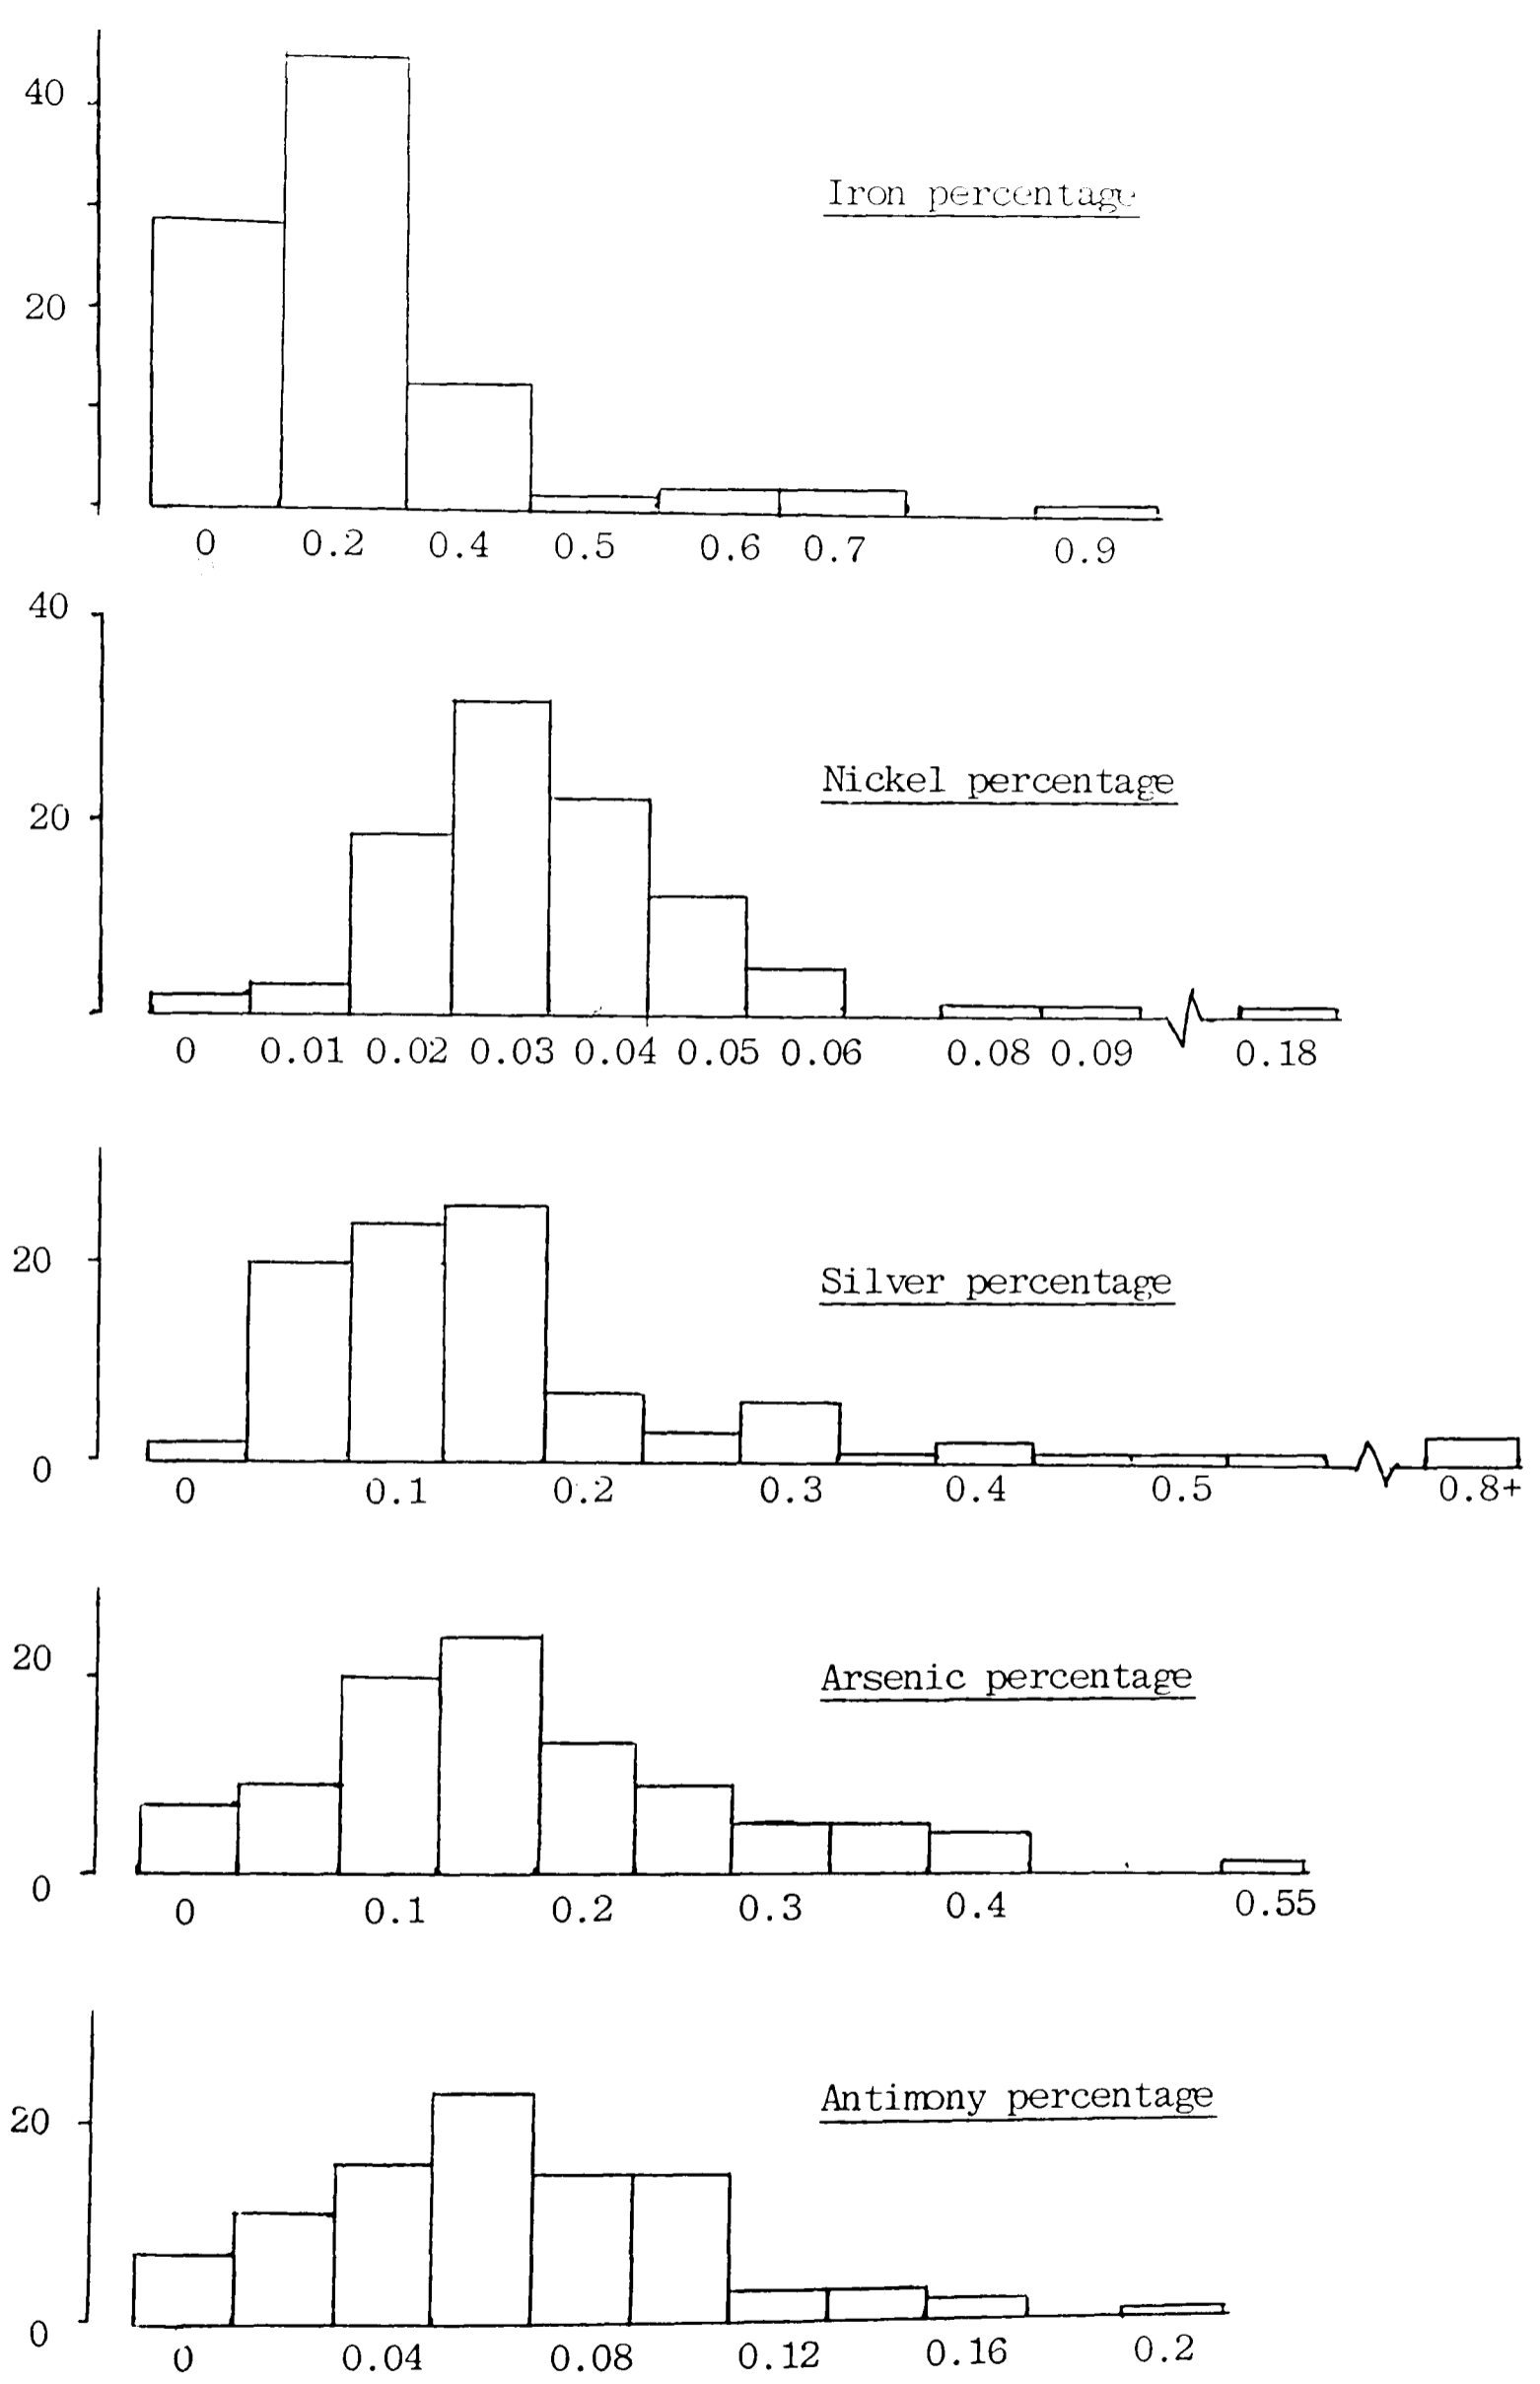 40
Iron percentage
20
0 0.2 0.4 0.5 0.6 0.7 0.9
40
Nickel percentage
20
0 0.01 0.02 0.03 0.04 0.05 0.06 0.08 0.09 0.18
20
Silver percentage
0
0 0.1 0.2 0.3 0.4 0.5 0.8+
20
Arsenic percentage
0
0 0.1 0.2 0.3 0.4 0.55
20
Antimony percentage
0
0 0.04 0.08 0.12 0.16 0.2